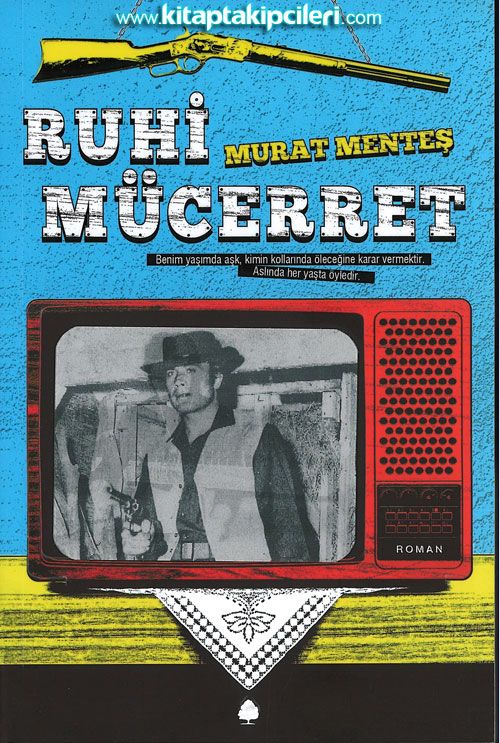 www.kitaptakipcileri.com
RUHİ
MURAT MENTEŞ
MÜCERRET
Benim yaşımda aşk, kimin kollarında öleceğine karar vermektir.
Aslında her yaşta öyledir.
ROMAN